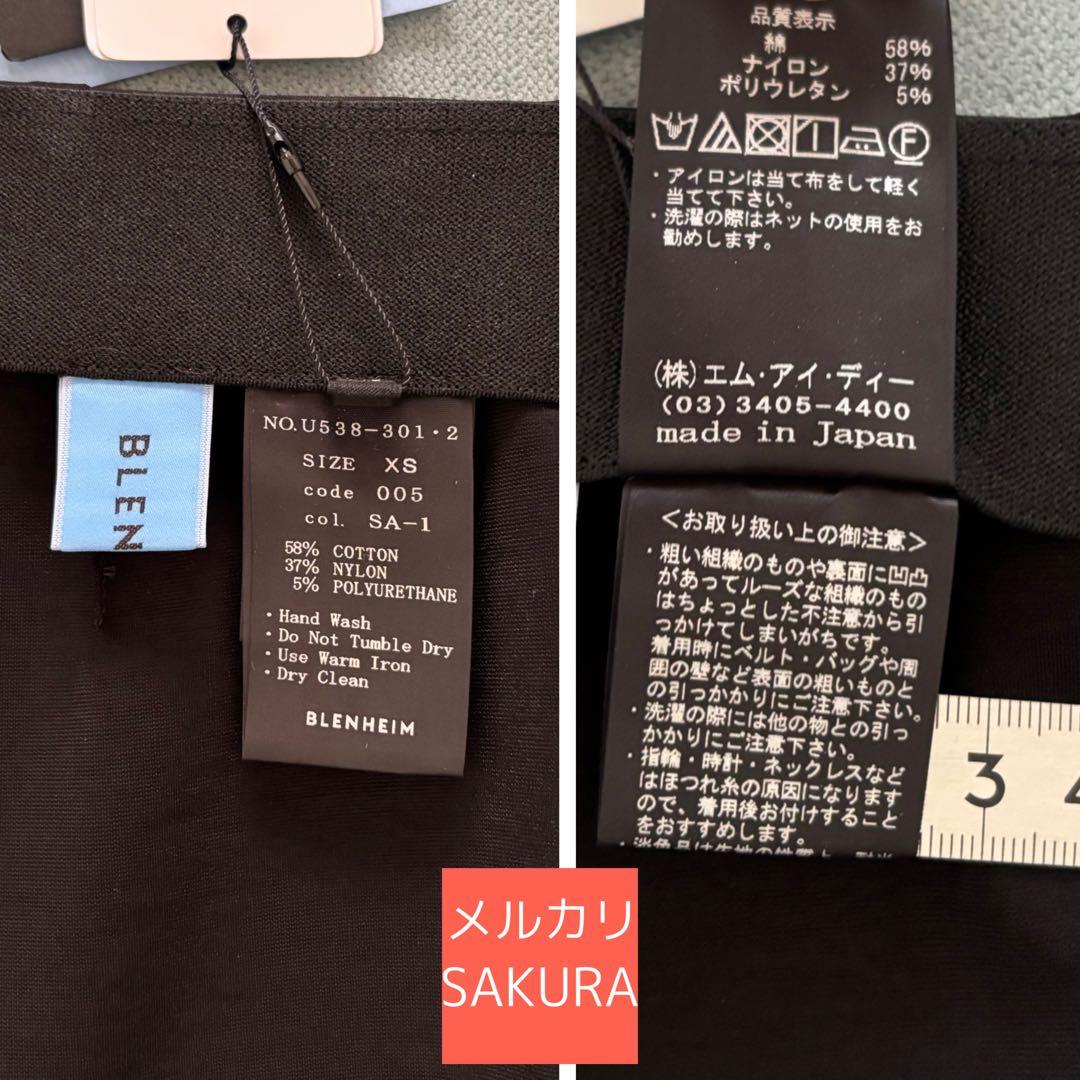 BLEN
NO.U538-301・2
SIZE XS
code 005
col. SA-1
58% COTTON
37% NYLON
5% POLYURETHANE
・Hand Wash
・Do Not Tumble Dry
・Use Warm Iron
・Dry Clean
BLENHEIM
品質表示
綿 58%
ナイロン 37%
ポリウレタン 5%
F
・アイロンは当て布をして軽く
当てて下さい。
・洗濯の際はネットの使用をお
勧めします。
(株)エム・アイ・ディー
(03)3405-4400
made in Japan
<お取り扱い上の御注意>
・粗い組織のものや裏面に凹凸
があってルーズな組織のもの
はちょっとした不注意から引
っかけてしまいがちです。
着用時にベルト・バッグや周
囲の壁など表面の粗いものと
の引っかかりにご注意下さい。
・洗濯の際には他の物との引っ
かかりにご注意下さい。
・指輪・時計・ネックレスなど
はほつれ糸の原因になります
ので、着用後お付けすること
をおすすめします。
3
メルカリ
SAKURA